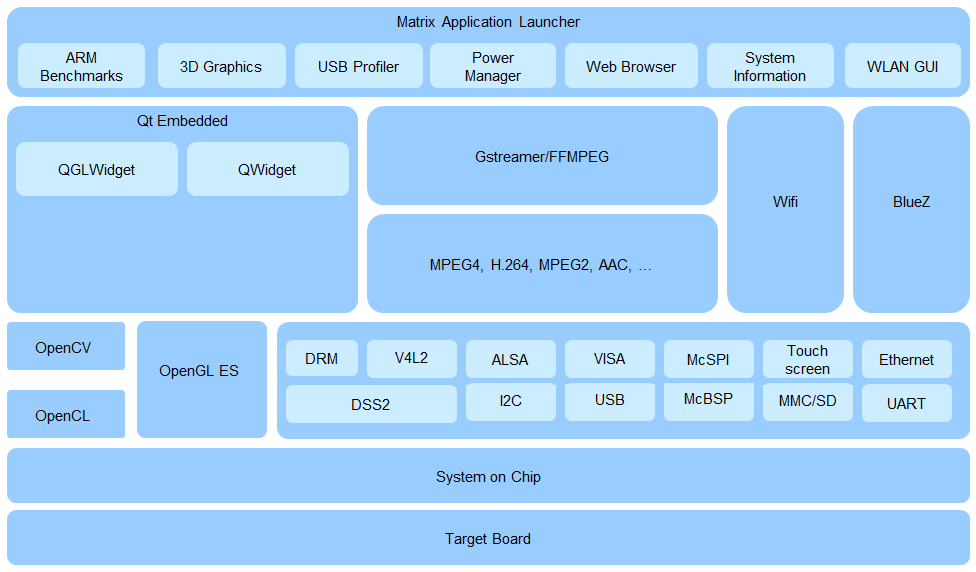 Matrix Application Launcher
ARM
Benchmarks
3D Graphics
USB Profiler
Power
Manager
Web Browser
System
Information
WLAN GUI
Qt Embedded
QGLWidget
QWidget
Gstreamer/FFMPEG
MPEG4, H.264, MPEG2, AAC, ...
Wifi
BlueZ
OpenCV
OpenCL
OpenGL ES
DRM
V4L2
ALSA
VISA
McSPI
Touch
screen
Ethernet
DSS2
I2C
USB
McBSP
MMC/SD
UART
System on Chip
Target Board